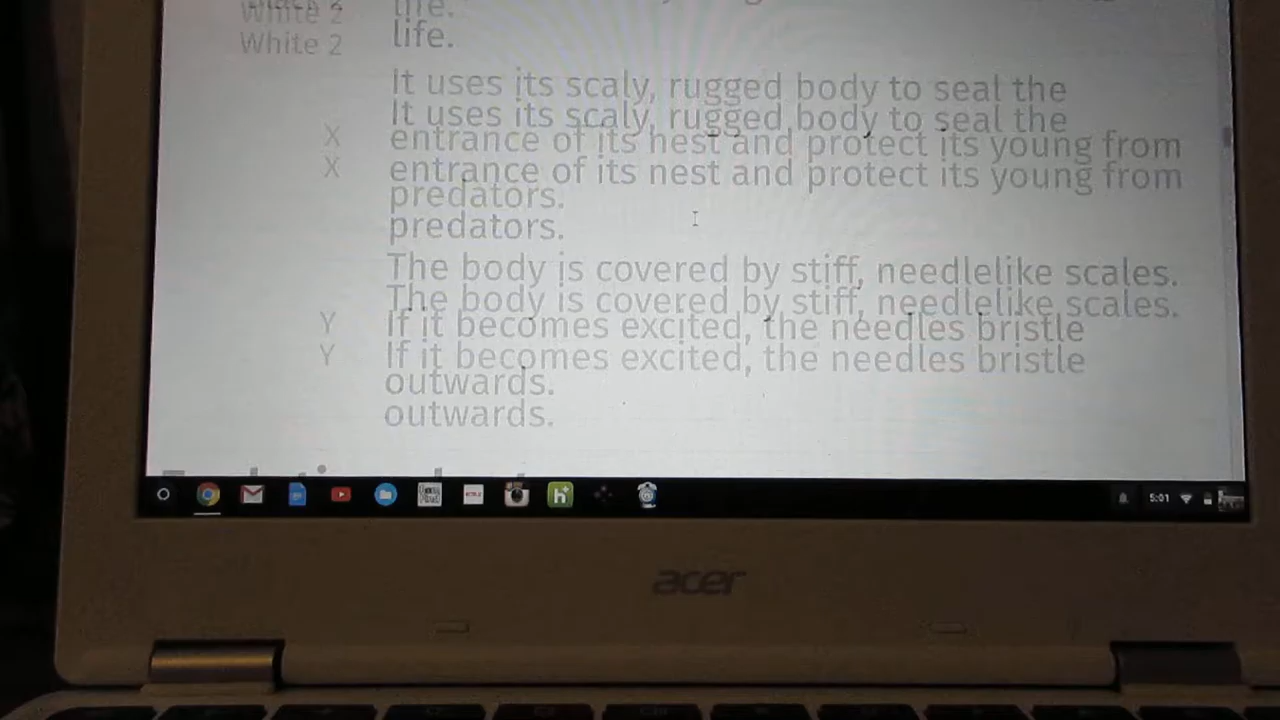 White 2
life.
White 2
life.
It uses its scaly, rugged body to seal the
It uses its scaly, rugged body to seal the
X
entrance of its nest and protect its young from
X
entrance of its nest and protect its young from
predators.
predators.
The body is covered by stiff, needlelike scales.
The body is covered by stiff, needlelike scales.
Y
If it becomes excited, the needles bristle
Y
If it becomes excited, the needles bristle
outwards.
outwards.
h+
5:01
acer